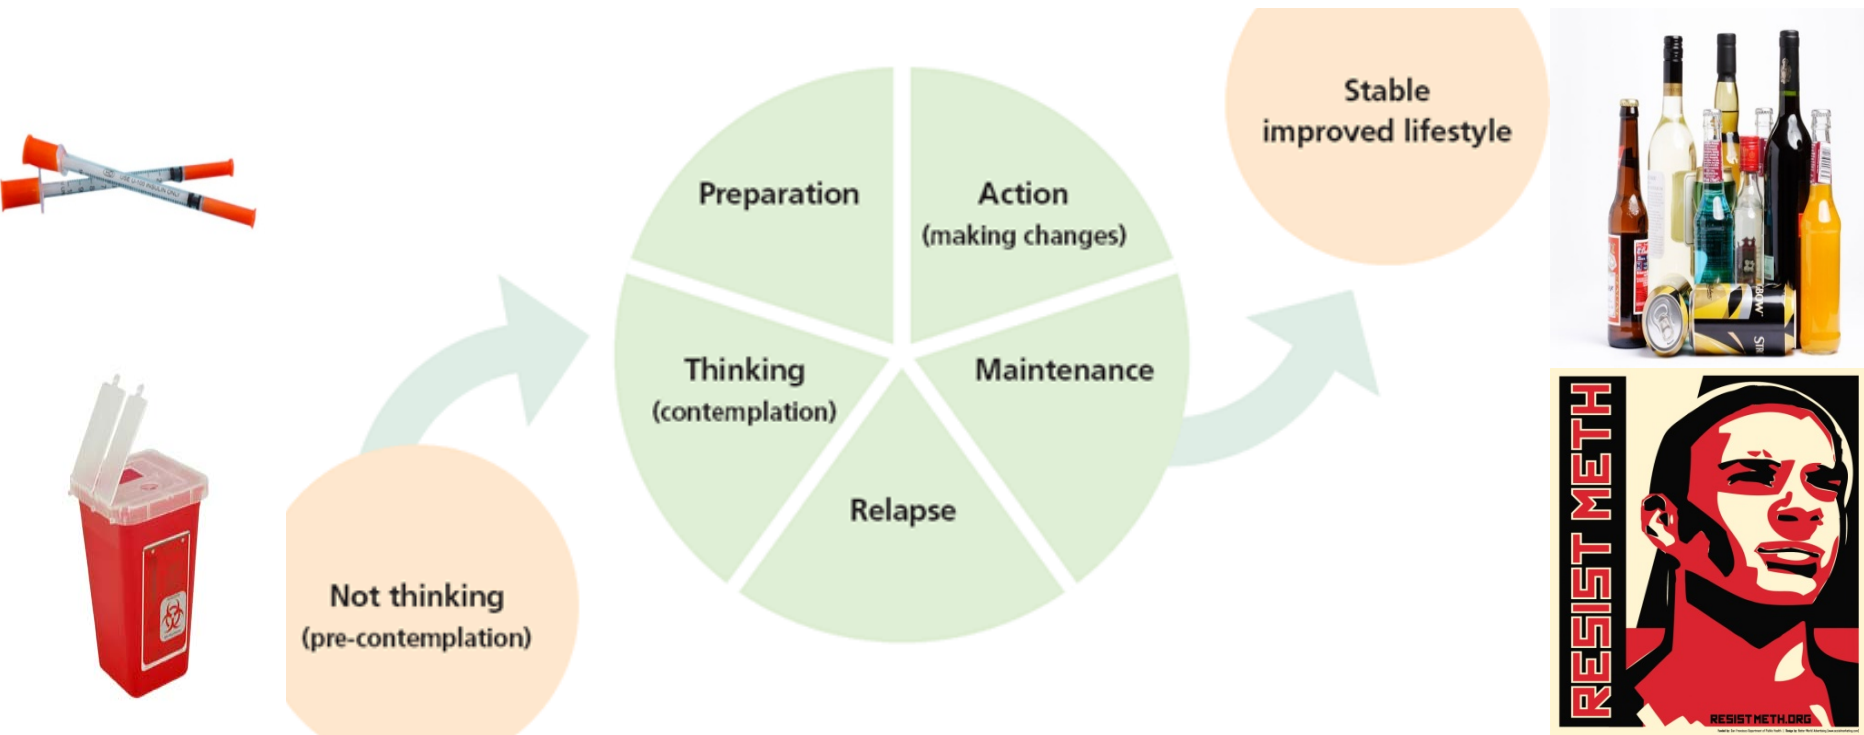 Stable
improved lifestyle
Preparation
Action
(making changes)
Thinking
(contemplation)
Maintenance
Relapse
Not thinking
(pre-contemplation)
RESIST METH
RESISTMETH.ORG